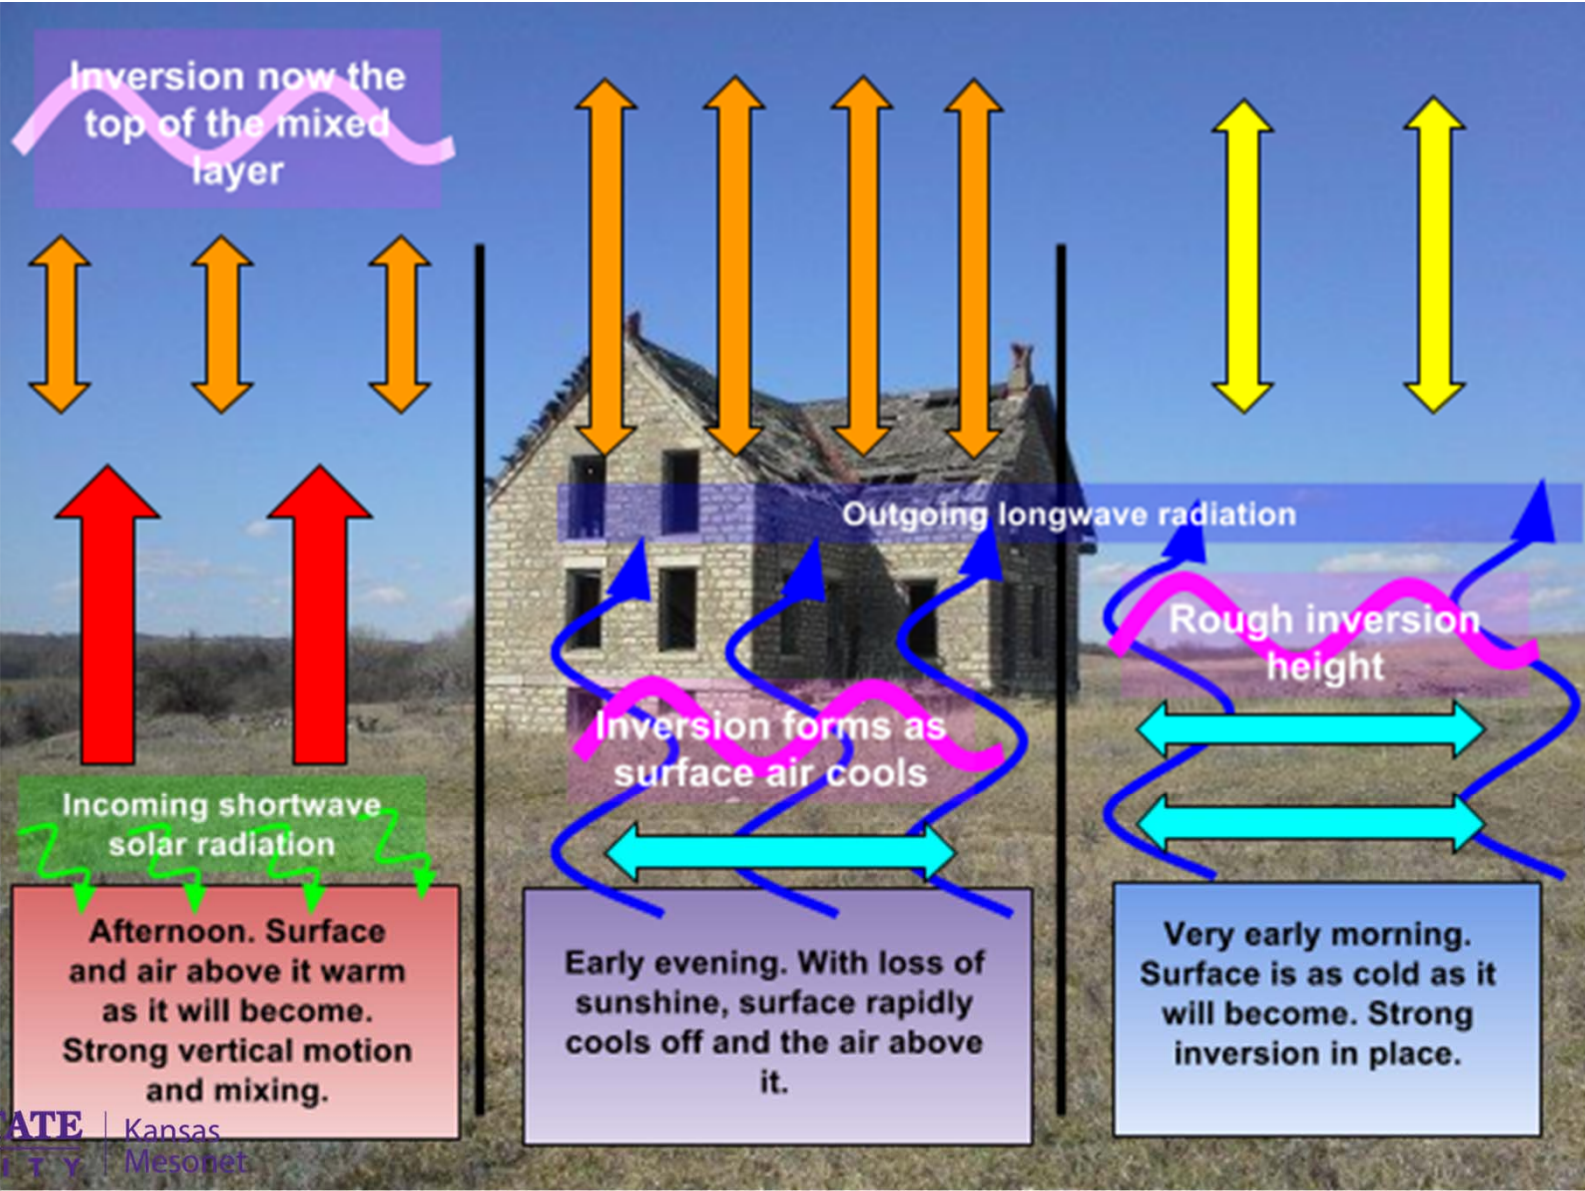 Inversion now the
top of the mixed
layer
Incoming shortwave
solar radiation
Afternoon. Surface
and air above it warm
as it will become.
Strong vertical motion
and mixing.
Outgoing longwave radiation
Inversion forms as
surface air cools
Early evening. With loss of
sunshine, surface rapidly
cools off and the air above
it.
Rough inversion
height
Very early morning.
Surface is as cold as it
will become. Strong
inversion in place.
TATE
ITY
Kansas
Mesonet